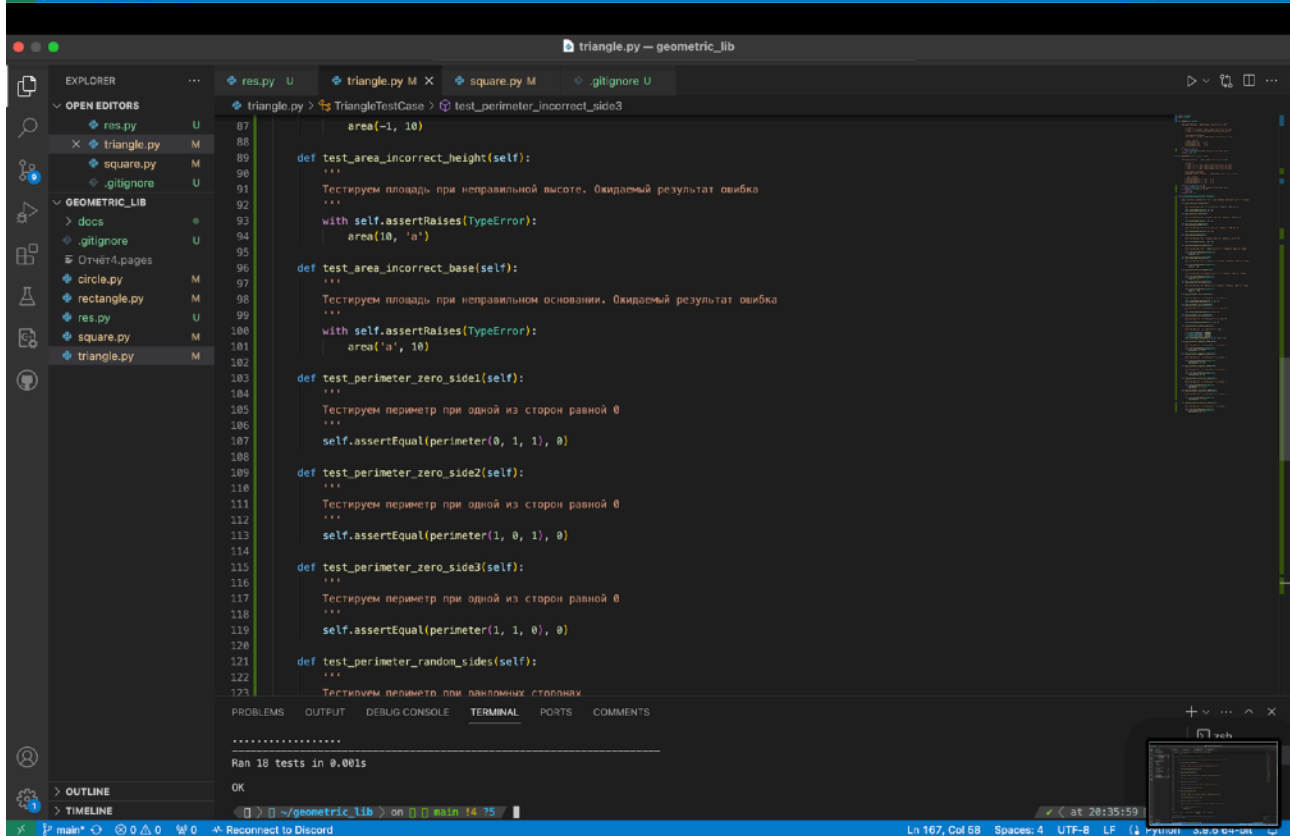 triangle.py — geometric_lib
EXPLORER
res.py U
triangle.py M
square.py M
.gitignore U
OPEN EDITORS
res.py U
triangle.py M
square.py M
.gitignore U
GEOMETRIC_LIB
docs
.gitignore U
Отчёт4.pages
circle.py M
rectangle.py M
res.py U
square.py M
triangle.py M
OUTLINE
TIMELINE
triangle.py > TriangleTestCase > test_perimeter_incorrect_side3
87 area(-1, 10)
88
89 def test_area_incorrect_height(self):
90 '''
91 Тестируем площадь при неправильной высоте. Ожидаемый результат ошибка
92 '''
93 with self.assertRaises(TypeError):
94 area(10, 'a')
95
96 def test_area_incorrect_base(self):
97 '''
98 Тестируем площадь при неправильном основании. Ожидаемый результат ошибка
99 '''
100 with self.assertRaises(TypeError):
101 area('a', 10)
102
103 def test_perimeter_zero_side1(self):
104 '''
105 Тестируем периметр при одной из сторон равной 0
106 '''
107 self.assertEqual(perimeter(0, 1, 1), 0)
108
109 def test_perimeter_zero_side2(self):
110 '''
111 Тестируем периметр при одной из сторон равной 0
112 '''
113 self.assertEqual(perimeter(1, 0, 1), 0)
114
115 def test_perimeter_zero_side3(self):
116 '''
117 Тестируем периметр при одной из сторон равной 0
118 '''
119 self.assertEqual(perimeter(1, 1, 0), 0)
120
121 def test_perimeter_random_sides(self):
122 '''
123 Тестируем периметр при рандомных сторонах
PROBLEMS OUTPUT DEBUG CONSOLE TERMINAL PORTS COMMENTS
zsh
..................
Ran 18 tests in 0.001s
OK
~/geometric_lib on main !4 ?5
at 20:35:59
main* 0 0 0 Reconnect to Discord
Ln 167, Col 58 Spaces: 4 UTF-8 LF Python 3.9.6 64-bit